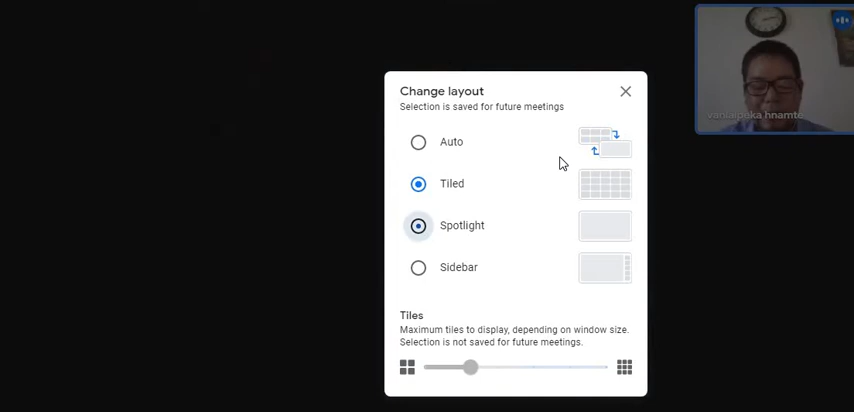 Change layout
Selection is saved for future meetings
Auto
Tiled
Spotlight
Sidebar
Tiles
Maximum tiles to display, depending on window size.
Selection is not saved for future meetings.
vanlalpeka hnamte